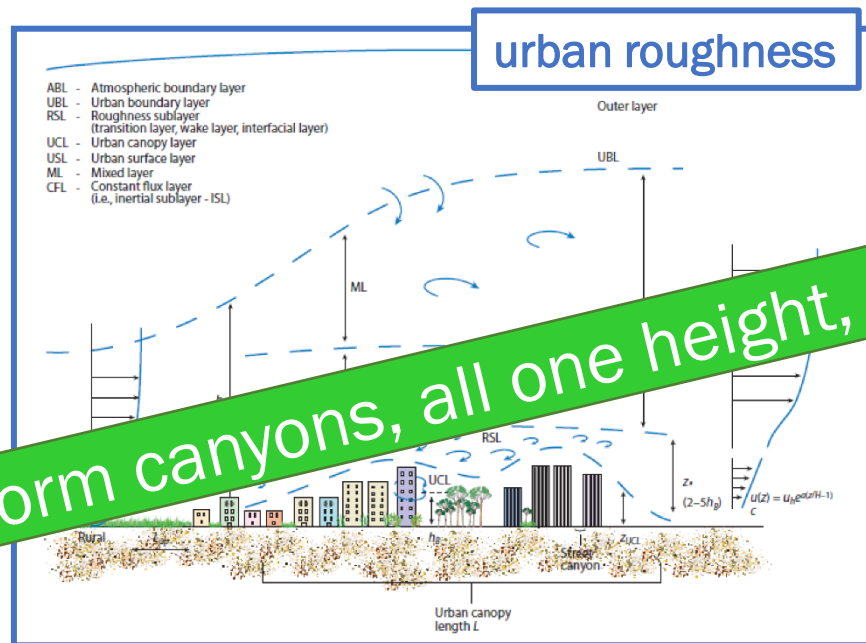 urban roughness
ABL - Atmospheric boundary layer
UBL - Urban boundary layer
RSL - Roughness sublayer
(transition layer, wake layer, interfacial layer)
UCL - Urban canopy layer
USL - Urban surface layer
ML - Mixed layer
CFL - Constant flux layer
(i.e., inertial sublayer - ISL)
Outer layer
UBL
ML
orm canyons, all one height,
RSL
UCL
z*
(2–5hB)
u(z) = uhe^α(z/H–1)
C
Rural
hB
Street
canyon
zUCL
Urban canopy
length L